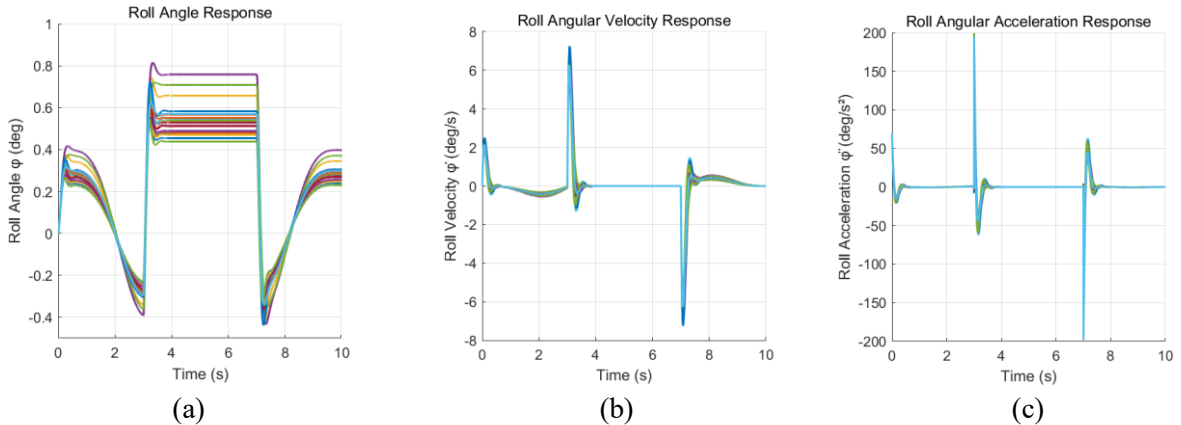 Roll Angle Response
Roll Angle φ (deg)
1
0.8
0.6
0.4
0.2
0
-0.2
-0.4
0 2 4 6 8 10
Time (s)
(a)
Roll Angular Velocity Response
Roll Velocity φ̇ (deg/s)
8
6
4
2
0
-2
-4
-6
-8
0 2 4 6 8 10
Time (s)
(b)
Roll Angular Acceleration Response
Roll Acceleration φ̈ (deg/s²)
200
150
100
50
0
-50
-100
-150
-200
0 2 4 6 8 10
Time (s)
(c)